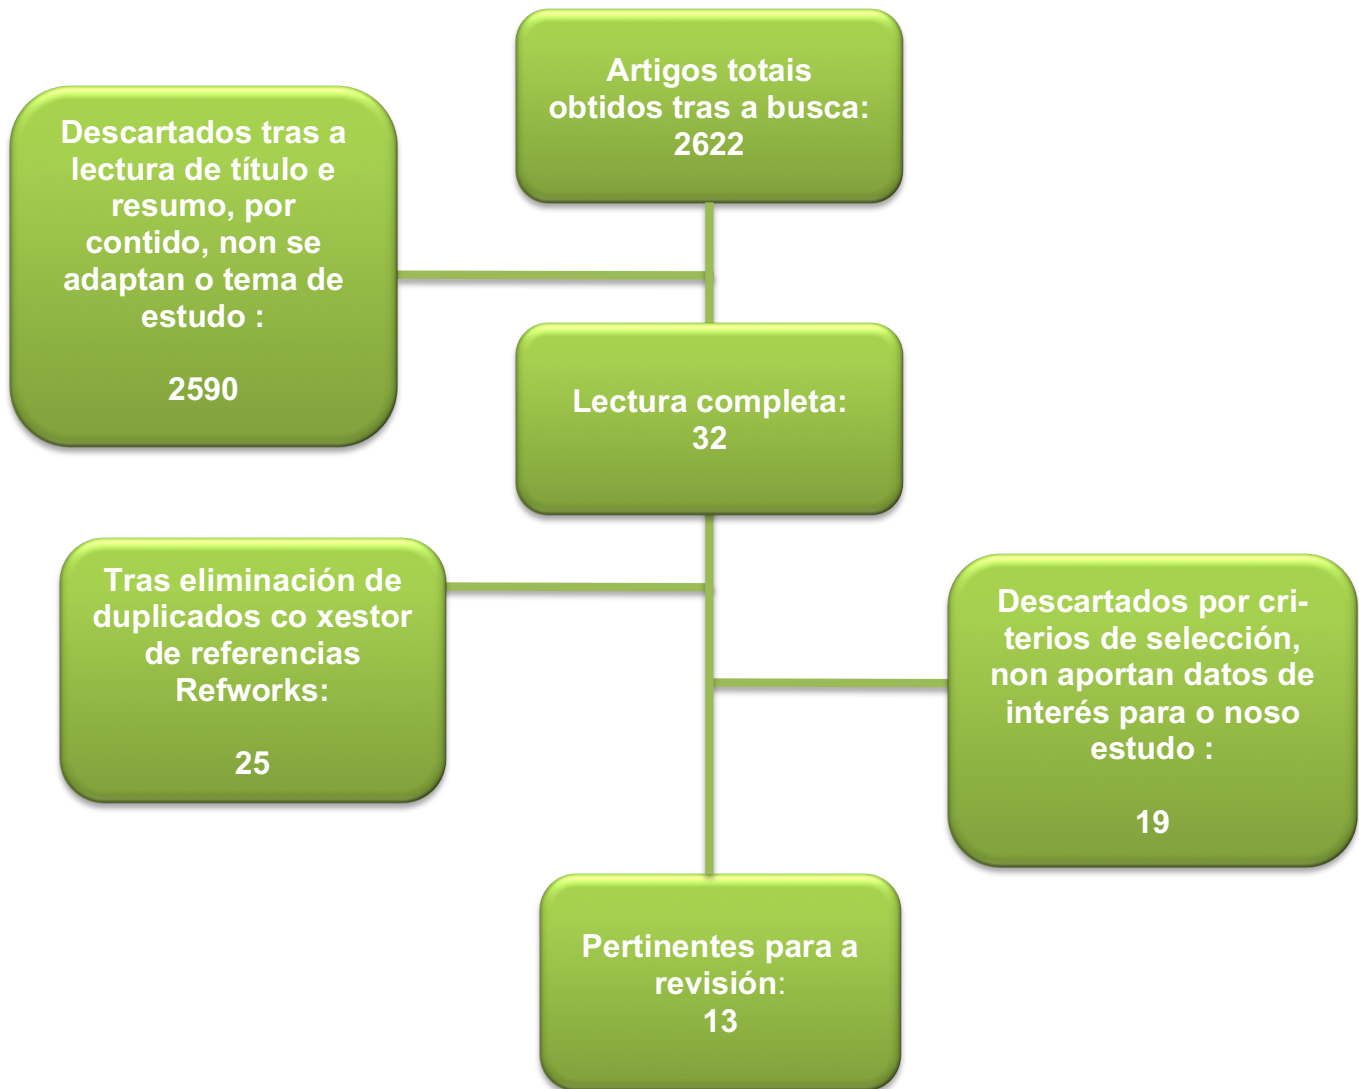 Artigos totais
obtidos tras a busca:
2622
Descartados tras a
lectura de título e
resumo, por
contido, non se
adaptan o tema de
estudo :
2590
Lectura completa:
32
Tras eliminación de
duplicados co xestor
de referencias
Refworks:
25
Descartados por cri-
terios de selección,
non aportan datos de
interés para o noso
estudo :
19
Pertinentes para a
revisión:
13